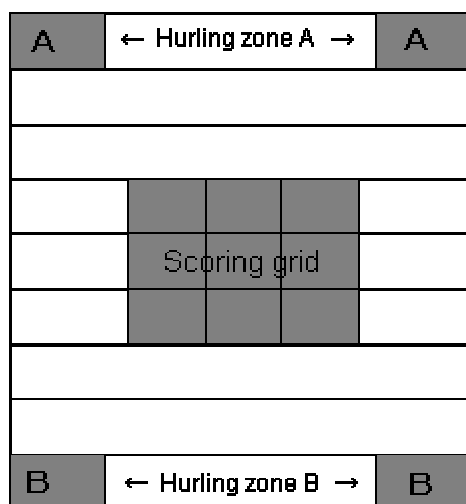 A ← Hurling zone A → A
Scoring grid
B ← Hurling zone B → B